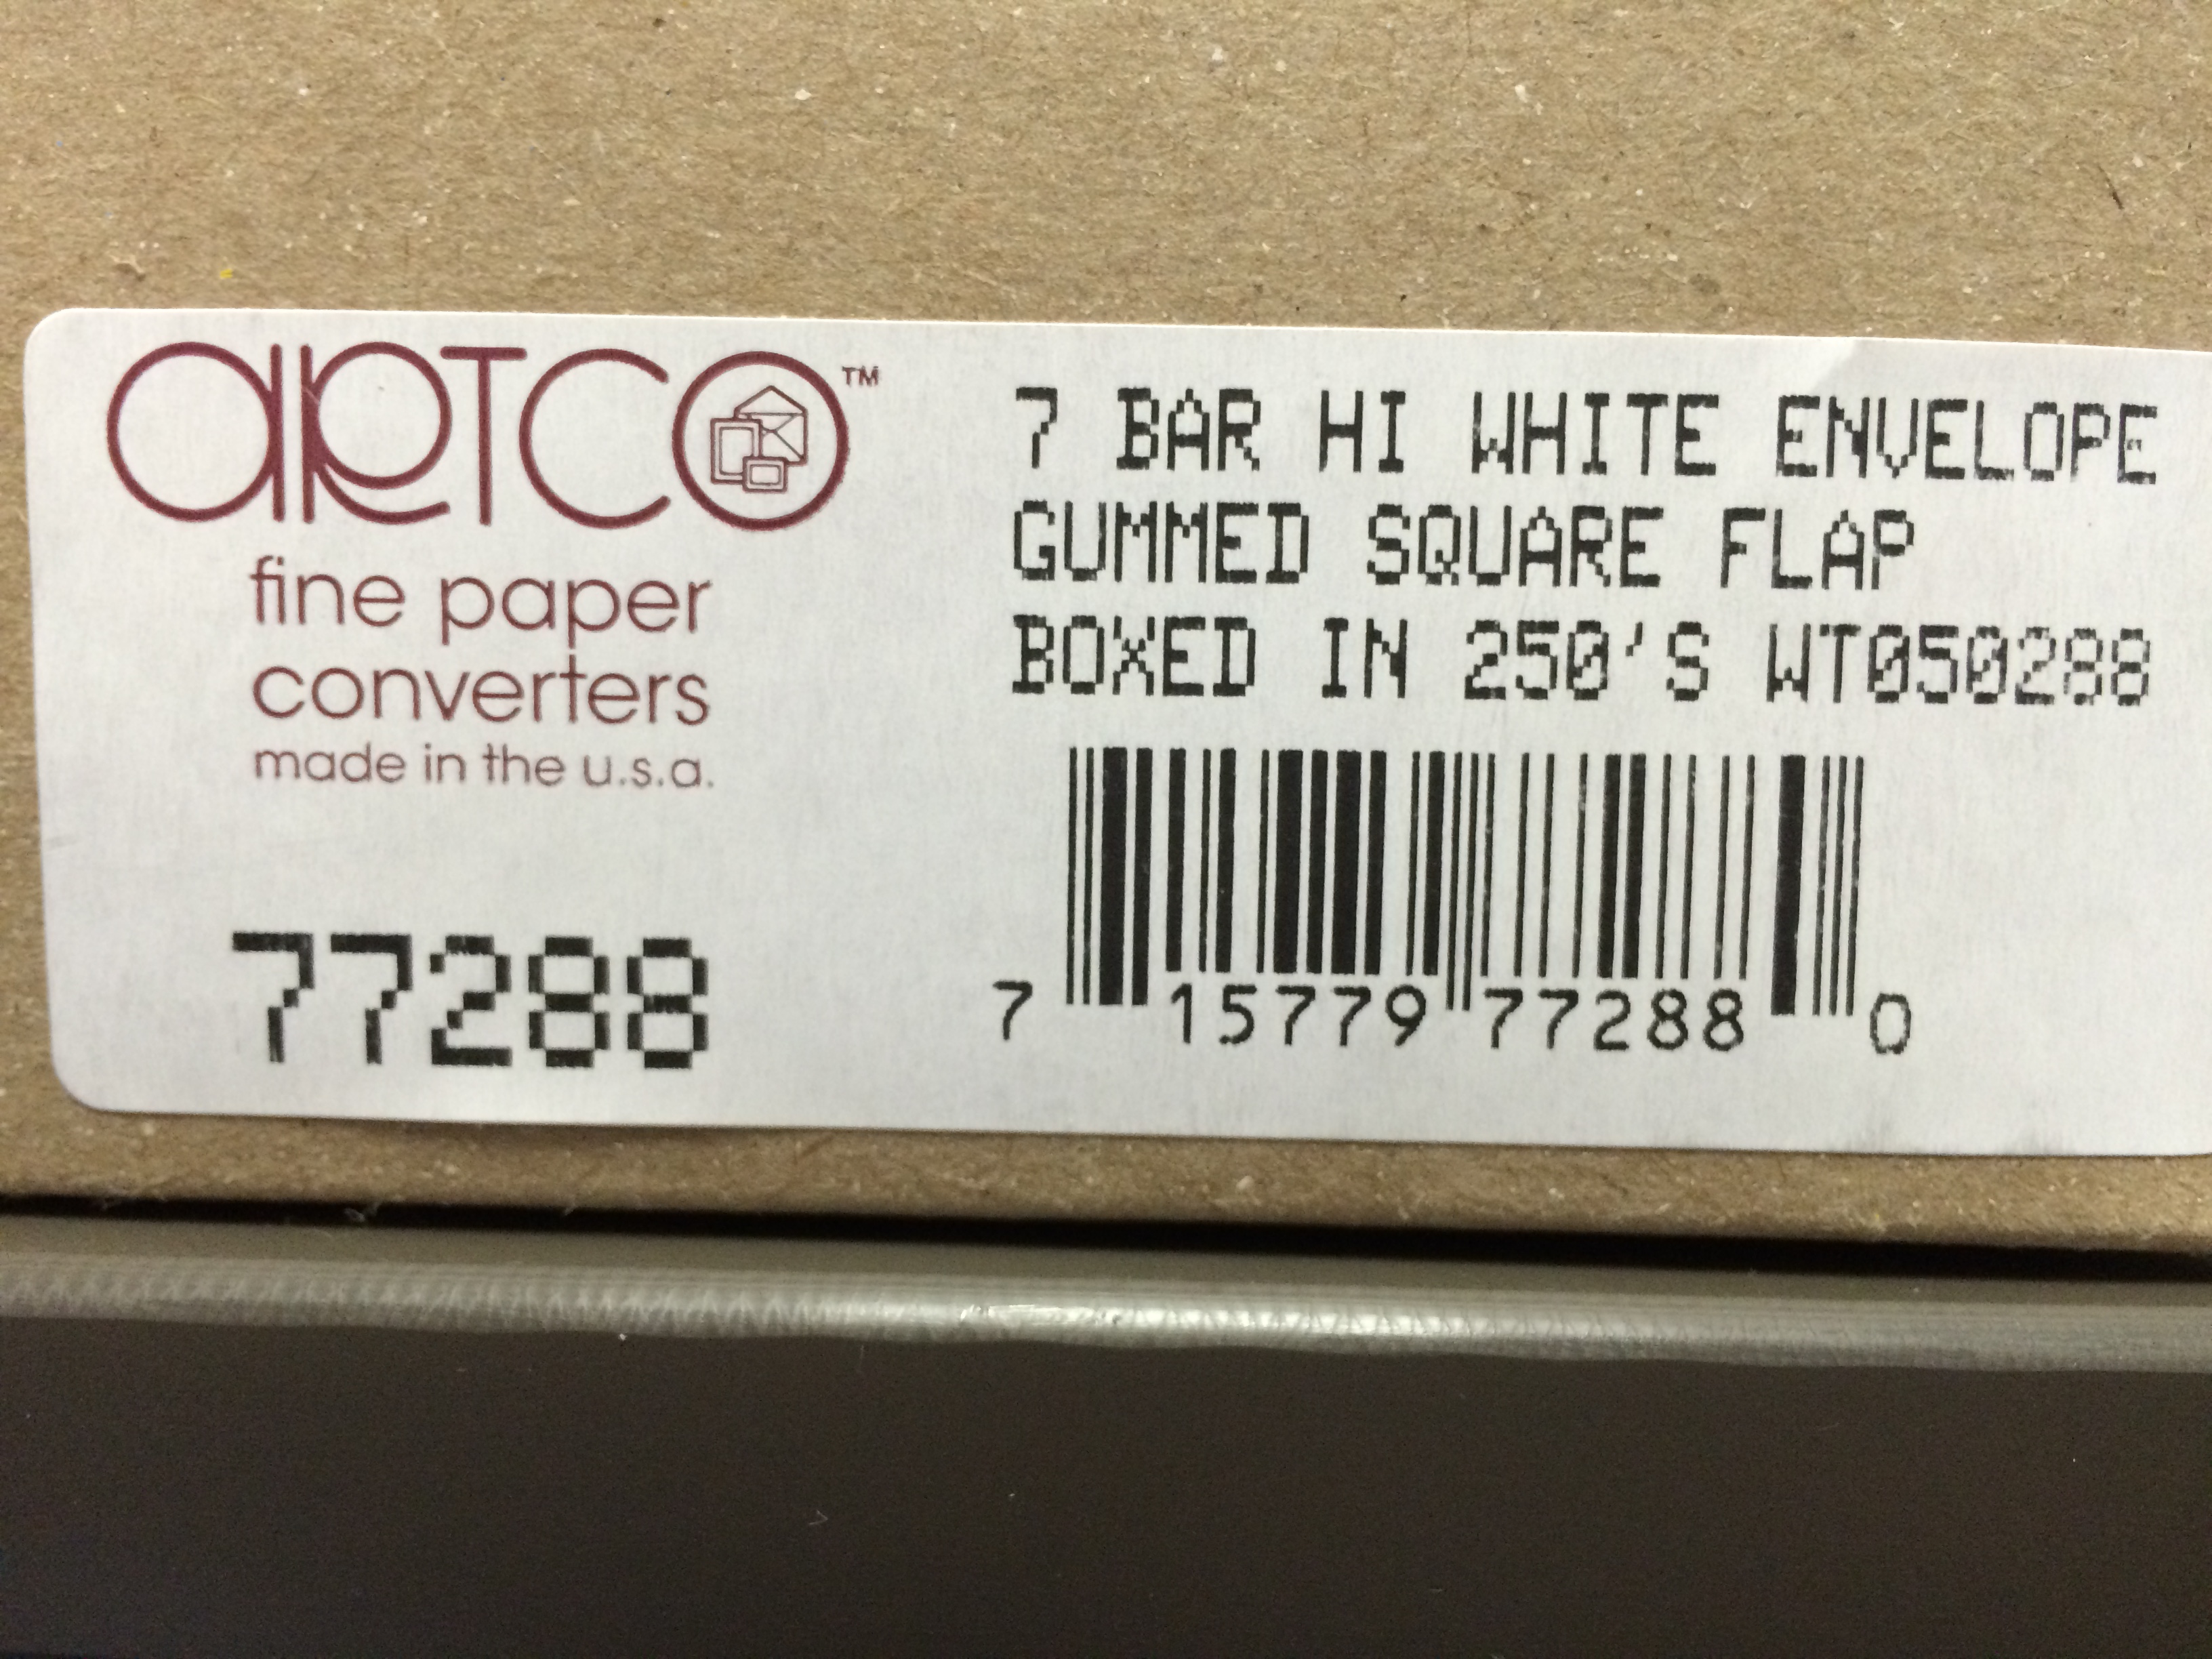 artco™
fine paper
converters
made in the u.s.a.
77288
7 BAR HI WHITE ENVELOPE
GUMMED SQUARE FLAP
BOXED IN 250'S WT050288
7 15779 77288 0